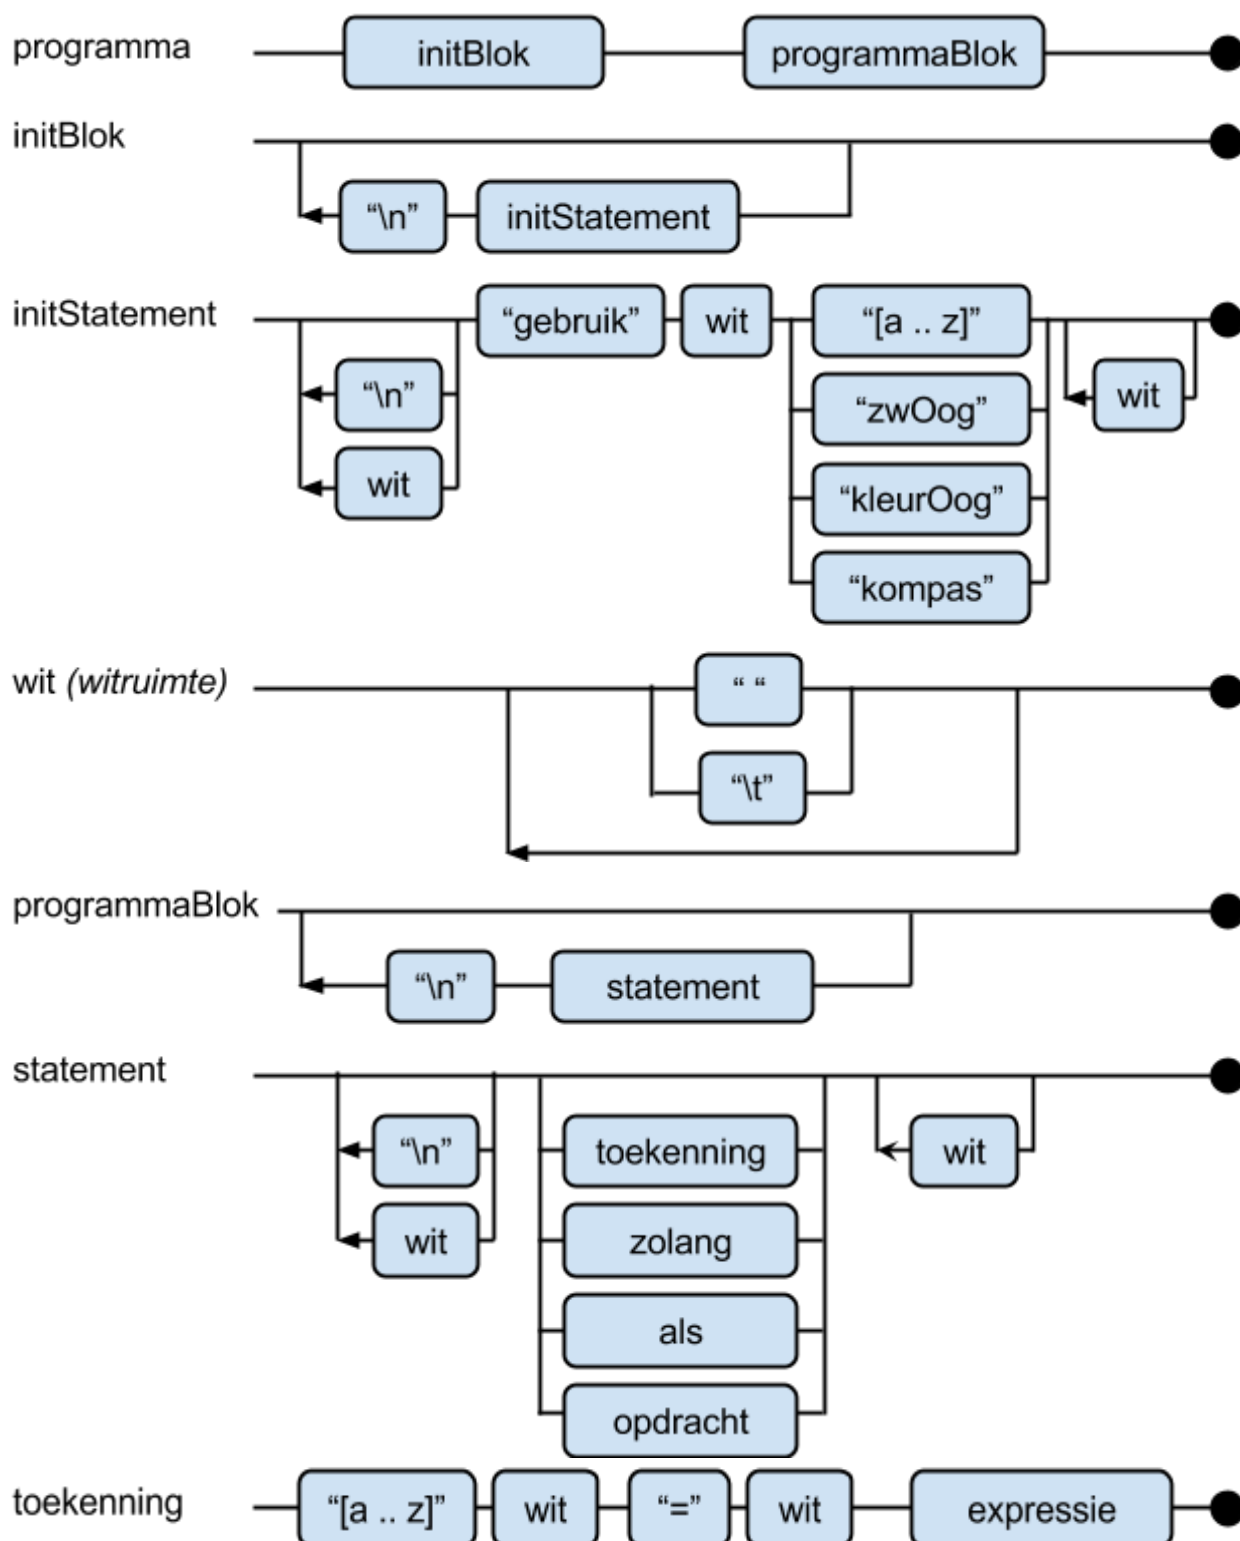 programma initBlok programmaBlok
initBlok
“\n” initStatement
initStatement “gebruik” wit “[a .. z]”
“\n” “zwOog” wit
wit “kleurOog”
“kompas”
wit (witruimte) “ “
“\t”
programmaBlok
“\n” statement
statement
“\n” toekenning wit
wit zolang
als
opdracht
toekenning “[a .. z]” wit “=” wit expressie